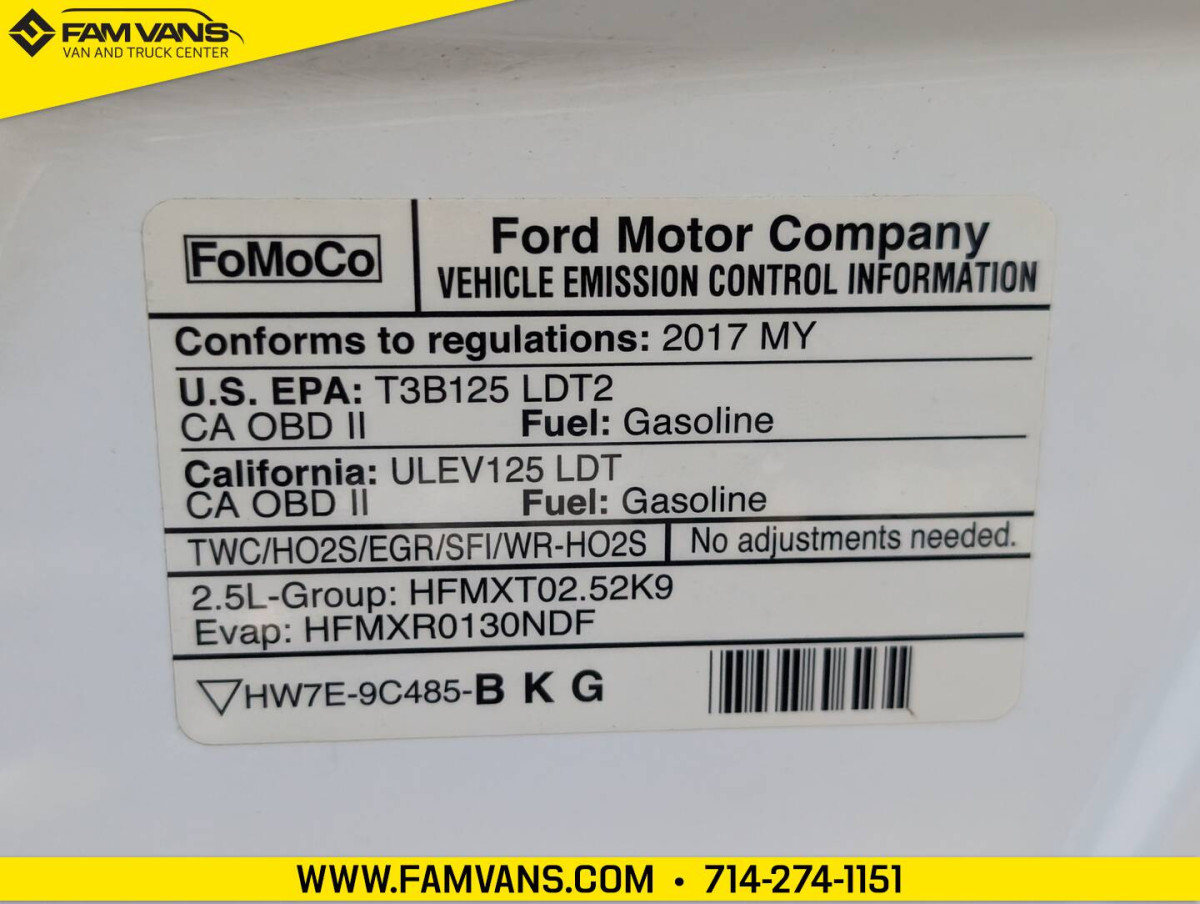 FAM VANS
VAN AND TRUCK CENTER
FoMoCo
Ford Motor Company
VEHICLE EMISSION CONTROL INFORMATION
Conforms to regulations: 2017 MY
U.S. EPA: T3B125 LDT2
CA OBD II Fuel: Gasoline
California: ULEV125 LDT
CA OBD II Fuel: Gasoline
TWC/HO2S/EGR/SFI/WR-HO2S No adjustments needed.
2.5L-Group: HFMXT02.52K9
Evap: HFMXR0130NDF
HW7E-9C485-B K G
WWW.FAMVANS.COM • 714-274-1151